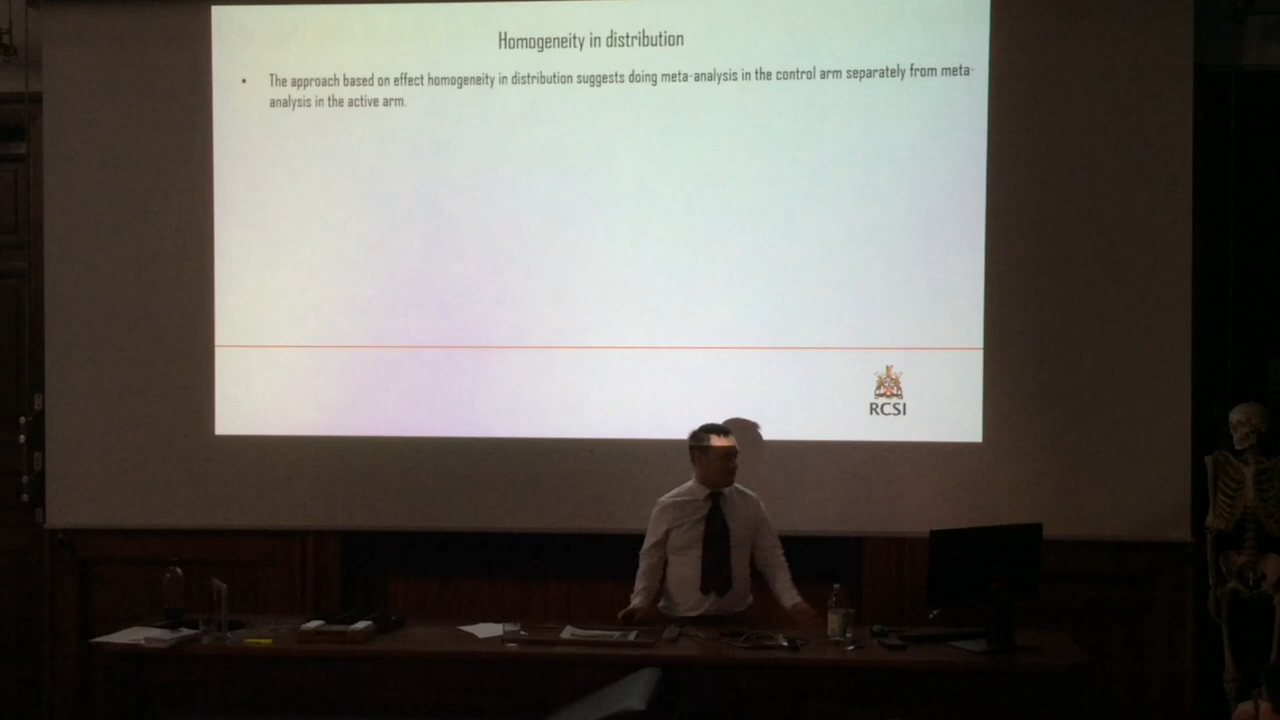 Homogeneity in distribution
• The approach based on effect homogeneity in distribution suggests doing meta-analysis in the control arm separately from meta-
analysis in the active arm.
RCSI